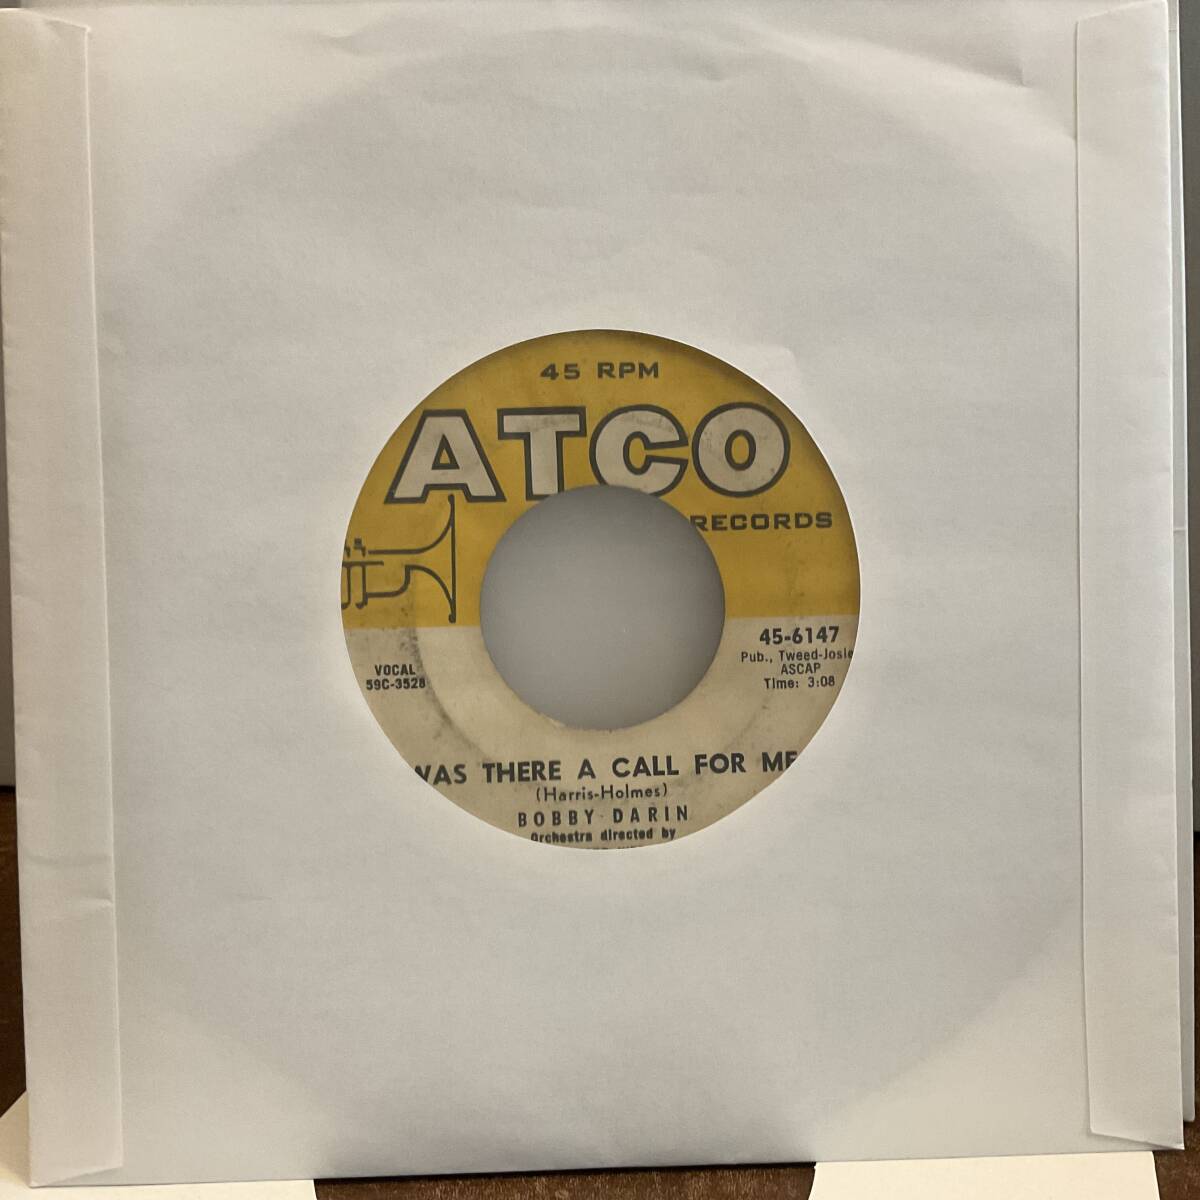 45 RPM
ATCO
RECORDS
45-6147
Pub., Tweed-Josie
ASCAP
Time: 3:08
VOCAL
59C-3528
WAS THERE A CALL FOR ME
(Harris-Holmes)
BOBBY DARIN
Orchestra directed by